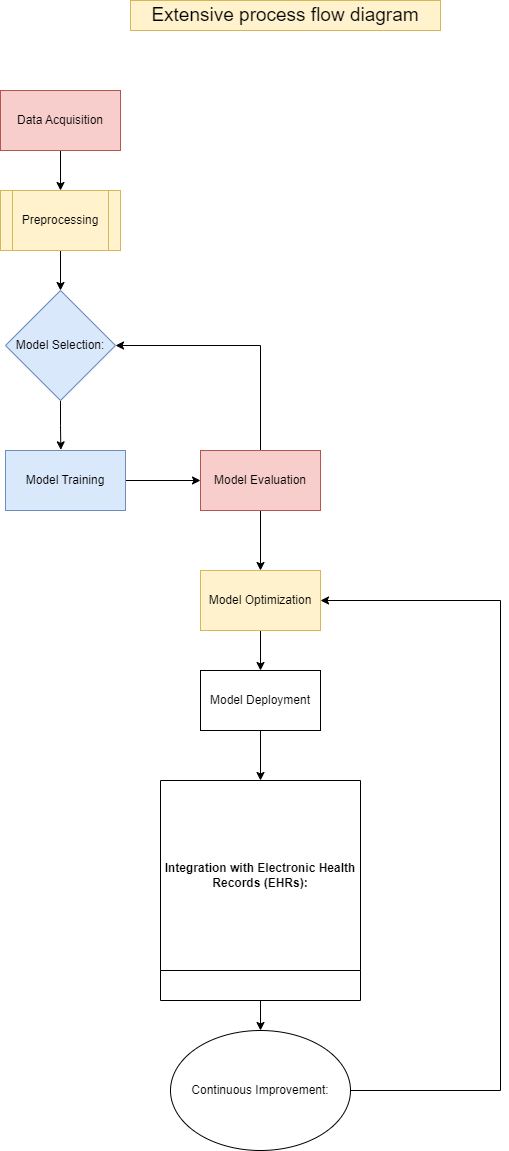 Extensive process flow diagram
Data Acquisition
Preprocessing
Model Selection:
Model Training
Model Evaluation
Model Optimization
Model Deployment
Integration with Electronic Health
Records (EHRs):
Continuous Improvement: